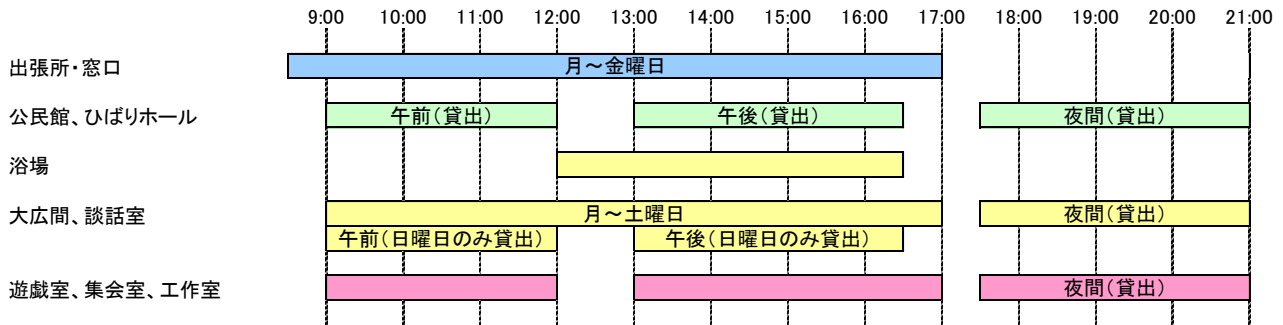 9:00 10:00 11:00 12:00 13:00 14:00 15:00 16:00 17:00 18:00 19:00 20:00 21:00
出張所・窓口 月～金曜日
公民館、ひばりホール 午前(貸出) 午後(貸出) 夜間(貸出)
浴場
大広間、談話室 月～土曜日 夜間(貸出)
午前(日曜日のみ貸出) 午後(日曜日のみ貸出)
遊戯室、集会室、工作室 夜間(貸出)